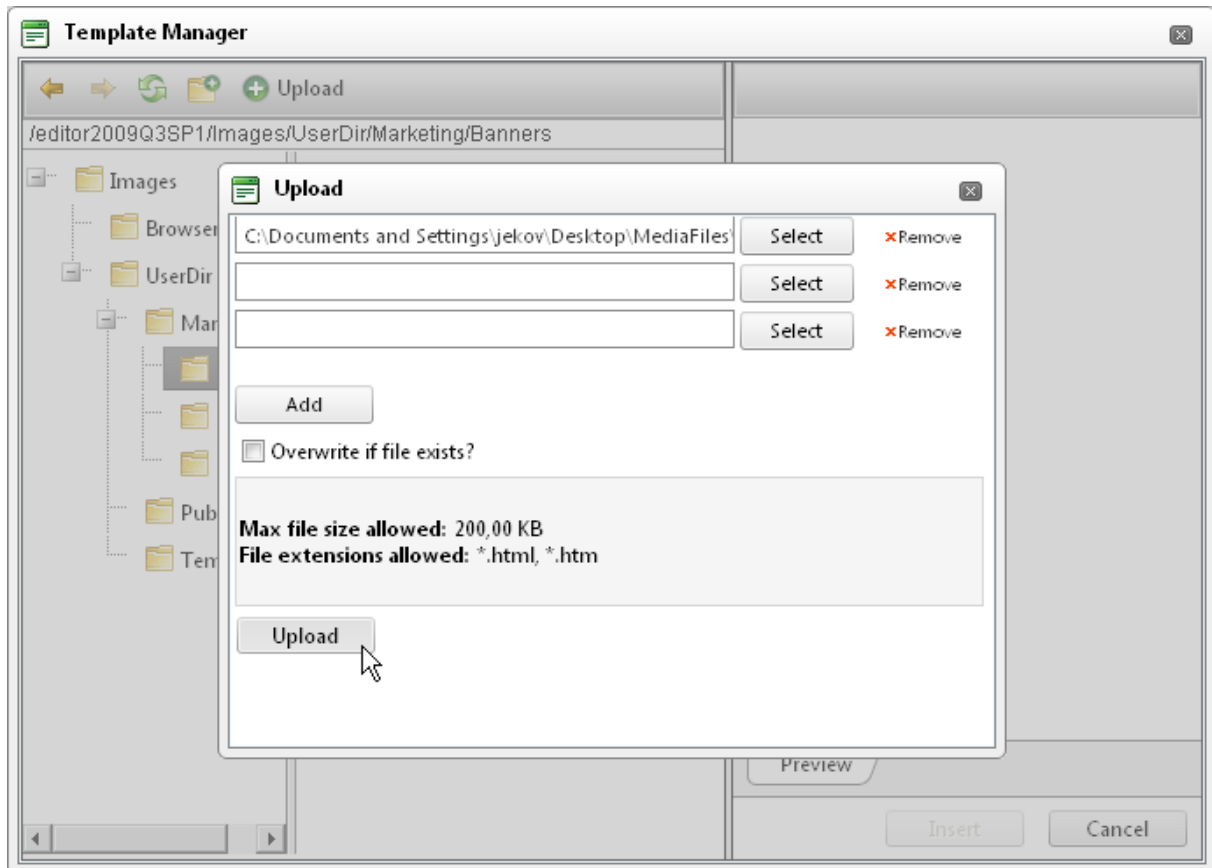 Template Manager
Upload
/editor2009Q3SP1/Images/UserDir/Marketing/Banners
Images
Browser
UserDir
Mar
Pub
Tem
Upload
C:\Documents and Settings\jekov\Desktop\MediaFiles\ Select ×Remove
Select ×Remove
Select ×Remove
Add
Overwrite if file exists?
Max file size allowed: 200,00 KB
File extensions allowed: *.html, *.htm
Upload
Preview
Insert Cancel